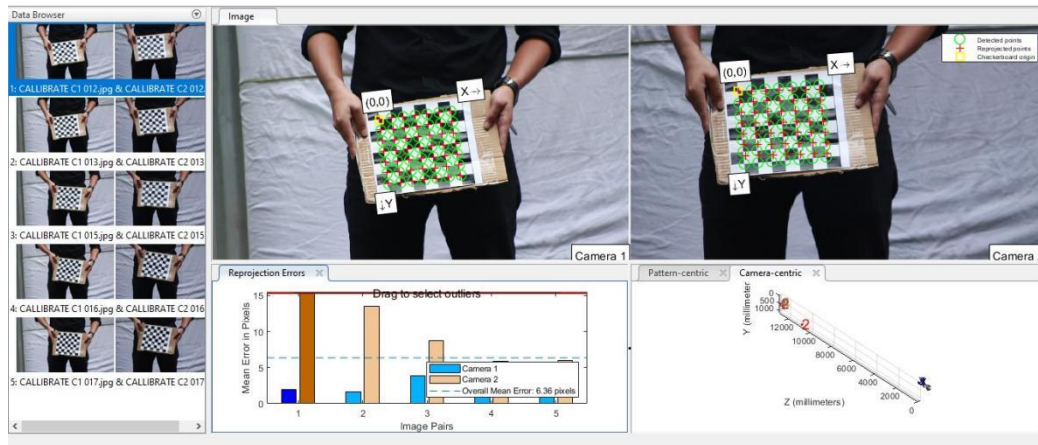 Data Browser
1: CALLIBRATE C1 012.jpg & CALLIBRATE C2 012.
2: CALLIBRATE C1 013.jpg & CALLIBRATE C2 013
3: CALLIBRATE C1 015.jpg & CALLIBRATE C2 015
4: CALLIBRATE C1 016.jpg & CALLIBRATE C2 016
5: CALLIBRATE C1 017.jpg & CALLIBRATE C2 017
Image
(0,0)
X→
↓Y
Camera 1
(0,0)
X→
↓Y
Camera
Detected points
Reprojected points
Checkerboard origin
Reprojection Errors
Drag to select outliers
Mean Error in Pixels
15
10
5
0
Camera 1
Camera 2
Overall Mean Error: 6.36 pixels
1 2 3 4 5
Image Pairs
Pattern-centric
Camera-centric
Y (millimeter
0
500
1000
12000
10000
8000
6000
4000
2000
0
Z (millimeters)
2